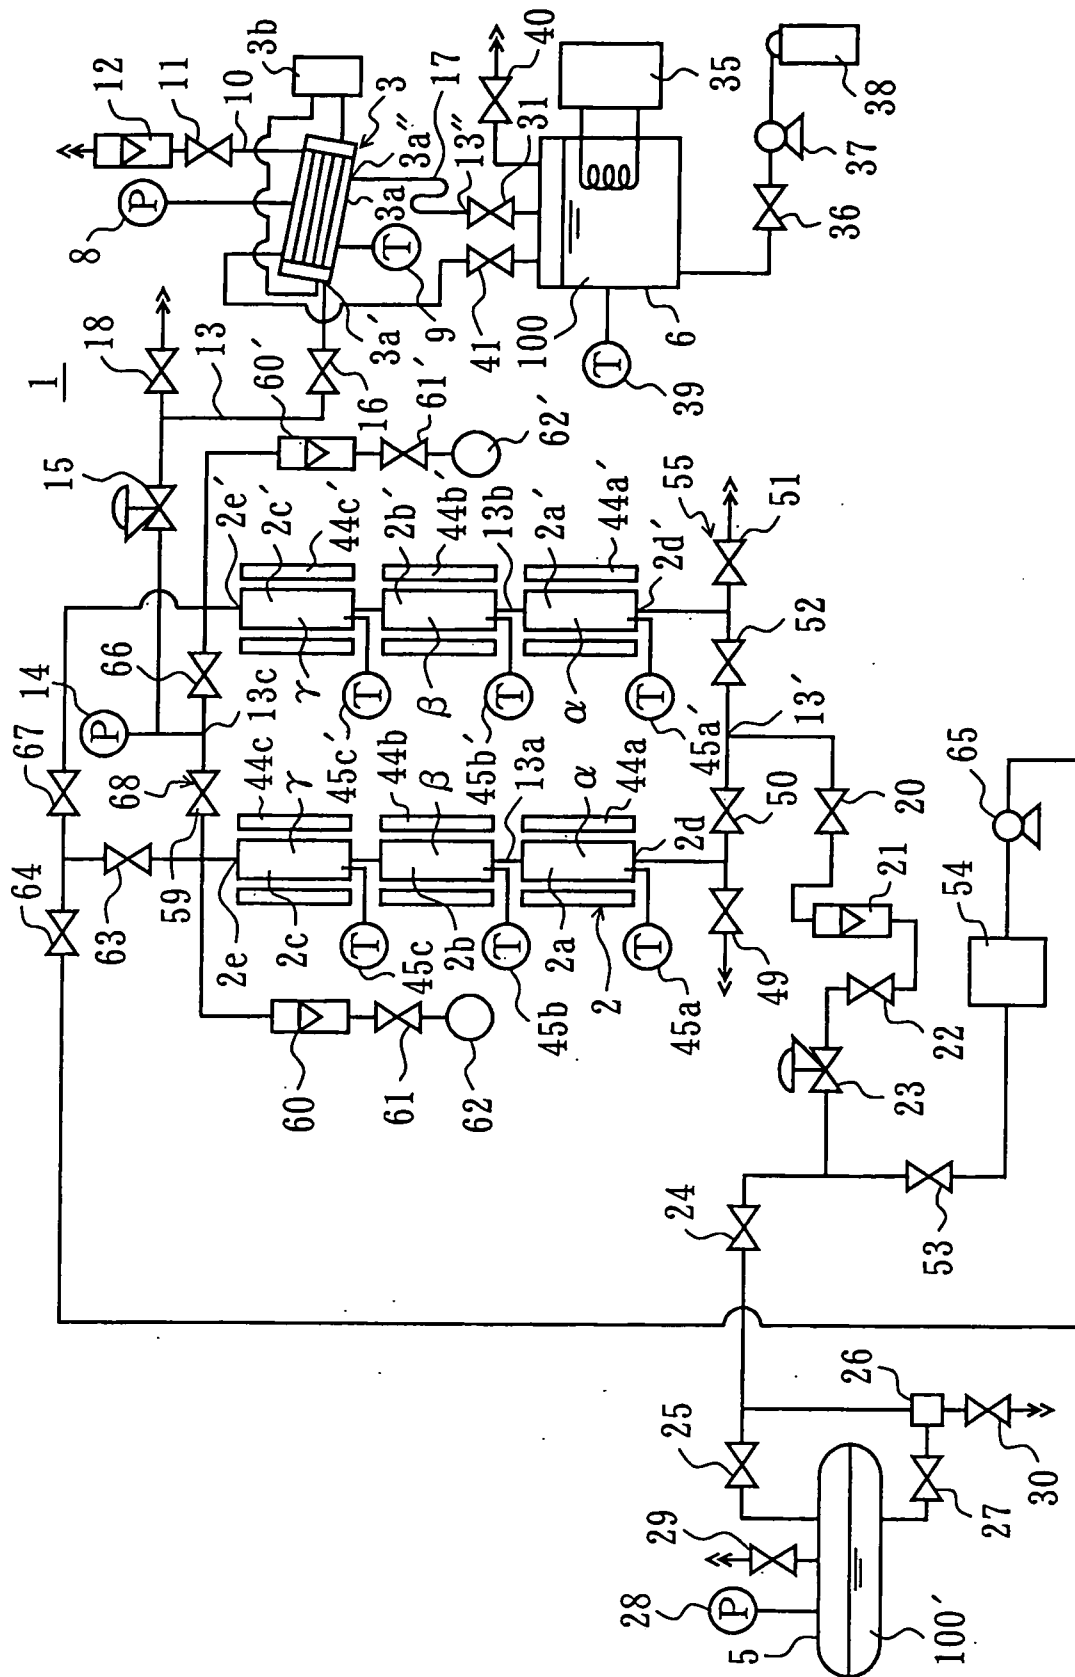 1
12
11
10
3b
8
P
3
3a″
3a
17
40
35
T
9
3a′
41
13″
31
100
6
T
39
36
37
38
18
13
15
16
60′
61′
62′
14
P
67
66
13c
64
63
68
59
2e
2c
γ
44c
45c′
T
2e′
2c′
γ
44c′
2b′
44b′
13b
2a′
44a′
2d′
55
51
β
T
45b′
α
T
45a′
52
13′
44b
β
13a
α
44a
2d
50
T
45c
2b
T
45b
2a
2
T
45a
49
60
61
62
20
21
22
23
65
54
53
24
25
26
27
30
29
28
P
5
100′